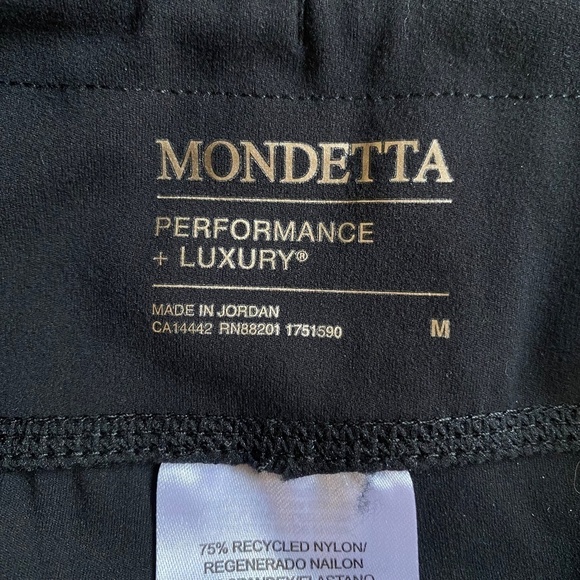 MONDETTA
PERFORMANCE
+ LUXURY®
MADE IN JORDAN
CA14442 RN88201 1751590 M
75% RECYCLED NYLON/
REGENERADO NAILON